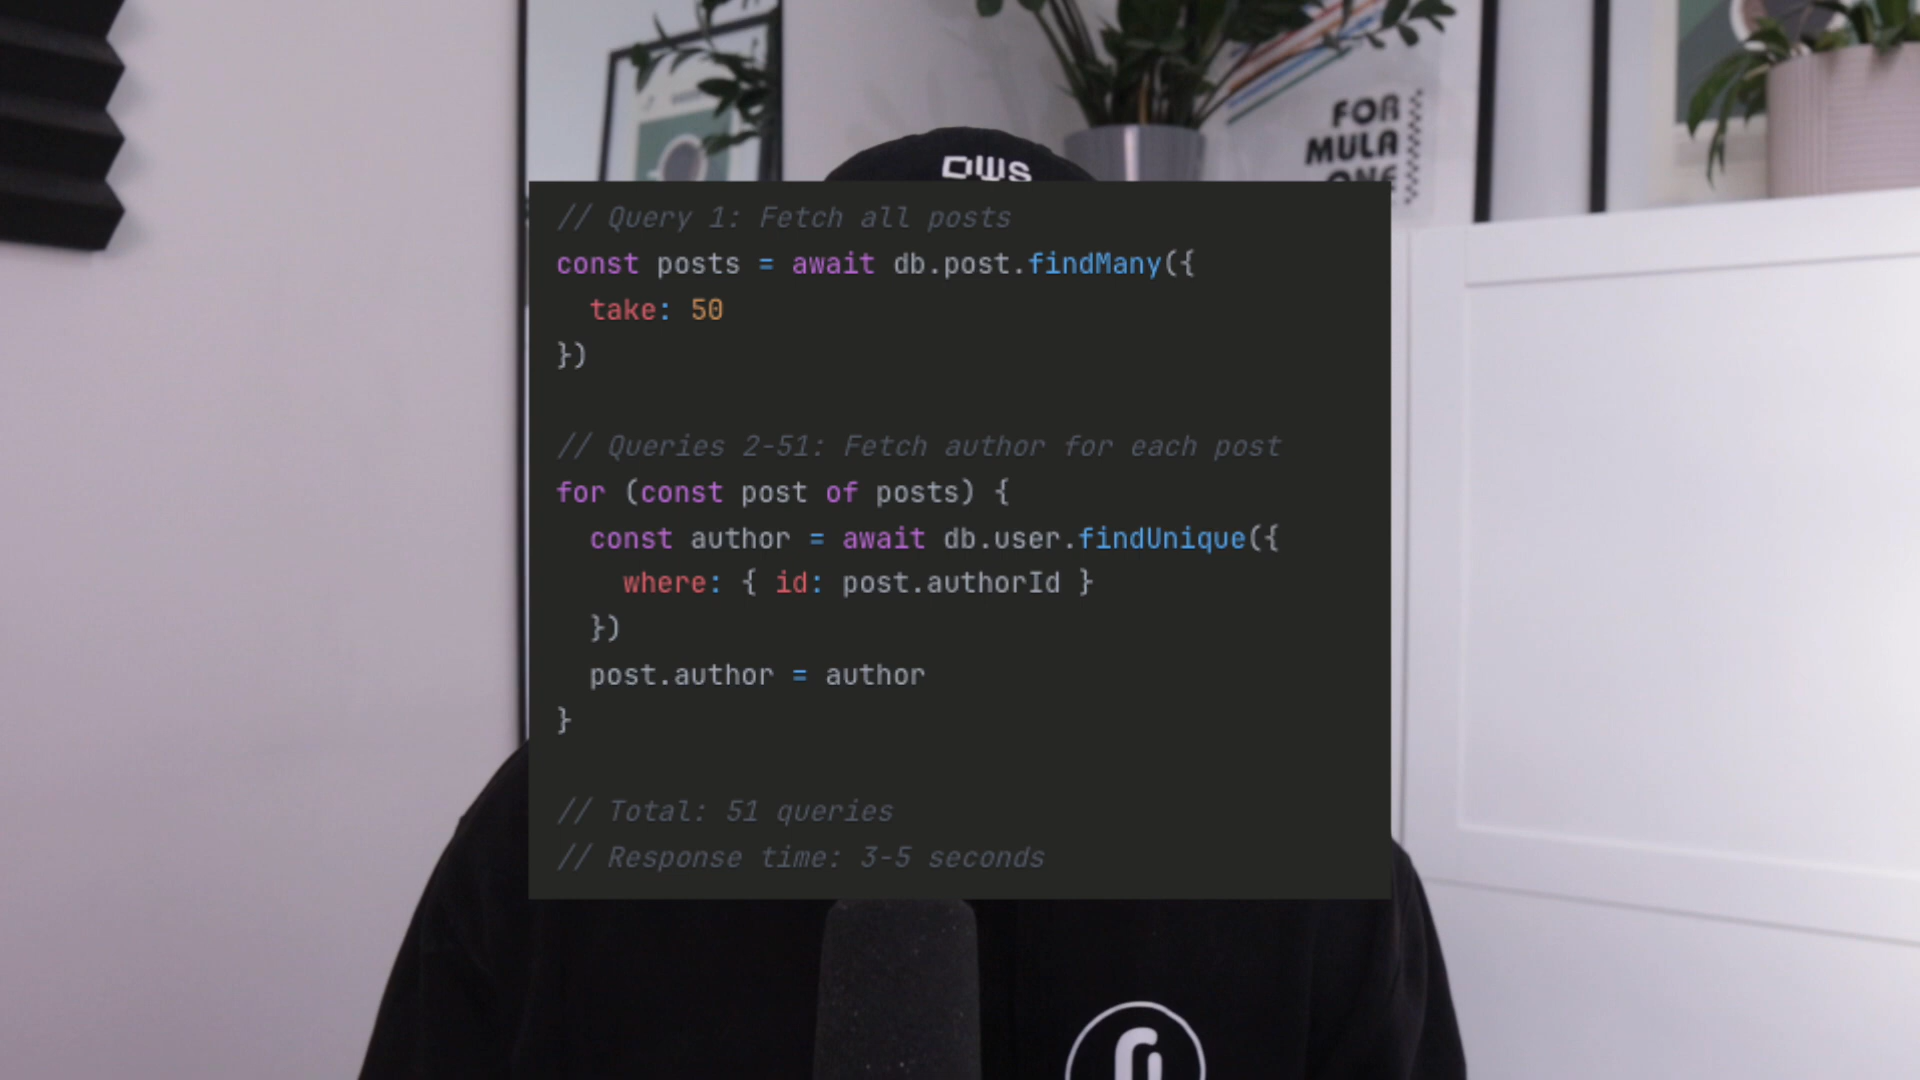 FOR
MULA
ONE
// Query 1: Fetch all posts
const posts = await db.post.findMany({
  take: 50
})

// Queries 2-51: Fetch author for each post
for (const post of posts) {
  const author = await db.user.findUnique({
    where: { id: post.authorId }
  })
  post.author = author
}

// Total: 51 queries
// Response time: 3-5 seconds